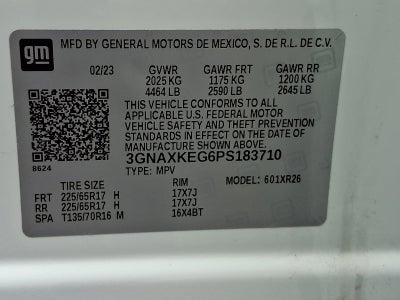 gm
MFD BY GENERAL MOTORS DE MEXICO, S. DE R.L. DE C.V.
02/23 GVWR GAWR FRT GAWR RR
2025 KG 1175 KG 1200 KG
4464 LB 2590 LB 2645 LB
THIS VEHICLE CONFORMS TO ALL
APPLICABLE U.S. FEDERAL MOTOR
VEHICLE SAFETY AND THEFT PREVENTION
STANDARDS IN EFFECT ON THE DATE OF
MANUFACTURE SHOWN ABOVE.
3GNAXKEG6PS183710
8624 TYPE: MPV
TIRE SIZE RIM MODEL: 601XR26
FRT 225/65R17 H 17X7J
RR 225/65R17 H 17X7J
SPA T135/70R16 M 16X4BT